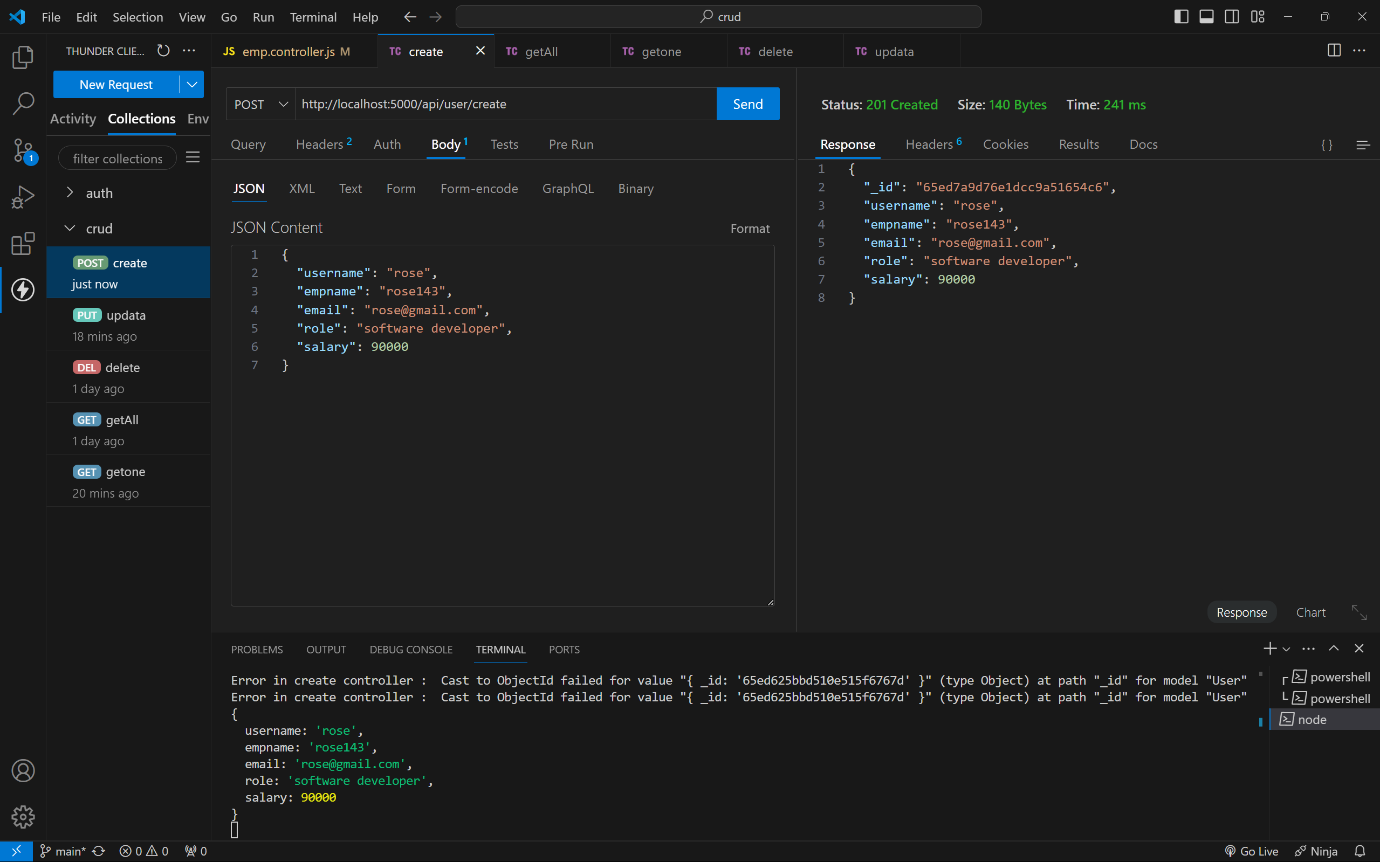 File Edit Selection View Go Run Terminal Help
crud
THUNDER CLIE...
New Request
Activity Collections Env
filter collections
auth
crud
POST create
just now
PUT updata
18 mins ago
DEL delete
1 day ago
GET getAll
1 day ago
GET getone
20 mins ago
1
JS emp.controller.js M
TC create
TC getAll
TC getone
TC delete
TC updata
POST http://localhost:5000/api/user/create Send
Query Headers 2 Auth Body 1 Tests Pre Run
JSON XML Text Form Form-encode GraphQL Binary
JSON Content Format
1 {
2 "username": "rose",
3 "empname": "rose143",
4 "email": "rose@gmail.com",
5 "role": "software developer",
6 "salary": 90000
7 }
Status: 201 Created Size: 140 Bytes Time: 241 ms
Response Headers 6 Cookies Results Docs { }
1 {
2 "_id": "65ed7a9d76e1dcc9a51654c6",
3 "username": "rose",
4 "empname": "rose143",
5 "email": "rose@gmail.com",
6 "role": "software developer",
7 "salary": 90000
8 }
Response Chart
PROBLEMS OUTPUT DEBUG CONSOLE TERMINAL PORTS
Error in create controller :  Cast to ObjectId failed for value "{ _id: '65ed625bbd510e515f6767d' }" (type Object) at path "_id" for model "User"
Error in create controller :  Cast to ObjectId failed for value "{ _id: '65ed625bbd510e515f6767d' }" (type Object) at path "_id" for model "User"
{
username: 'rose',
empname: 'rose143',
email: 'rose@gmail.com',
role: 'software developer',
salary: 90000
}
powershell
powershell
node
main* 0 0 0 Go Live Ninja